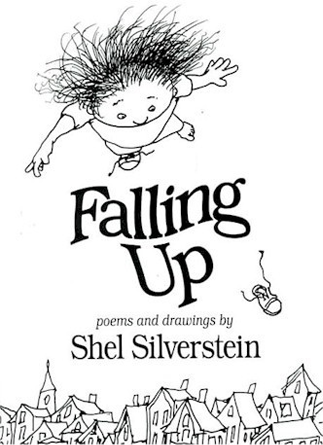 Falling
Up
poems and drawings by
Shel Silverstein